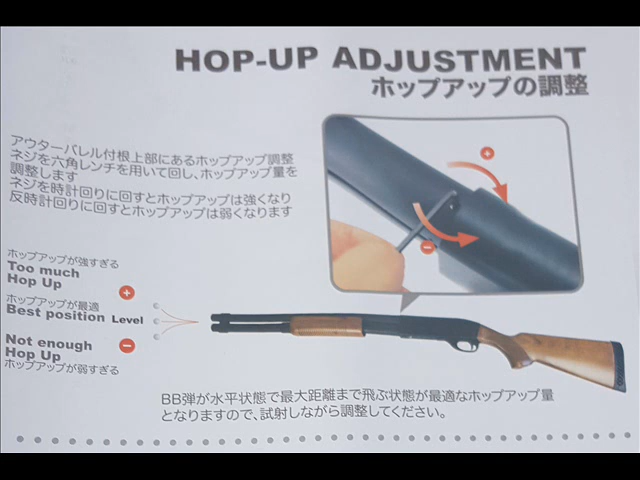 HOP-UP ADJUSTMENT
ホップアップの調整
アウターバレル付根上部にあるホップアップ調整
ネジを六角レンチを用いて回し、ホップアップ量を
調整します
ネジを時計回りに回すとホップアップは強くなり
反時計回りに回すとホップアップは弱くなります
ホップアップが強すぎる
Too much
Hop Up
ホップアップが最適
Best position Level
Not enough
Hop Up
ホップアップが弱すぎる
BB弾が水平状態で最大距離まで飛ぶ状態が最適なホップアップ量
となりますので、試射しながら調整してください。